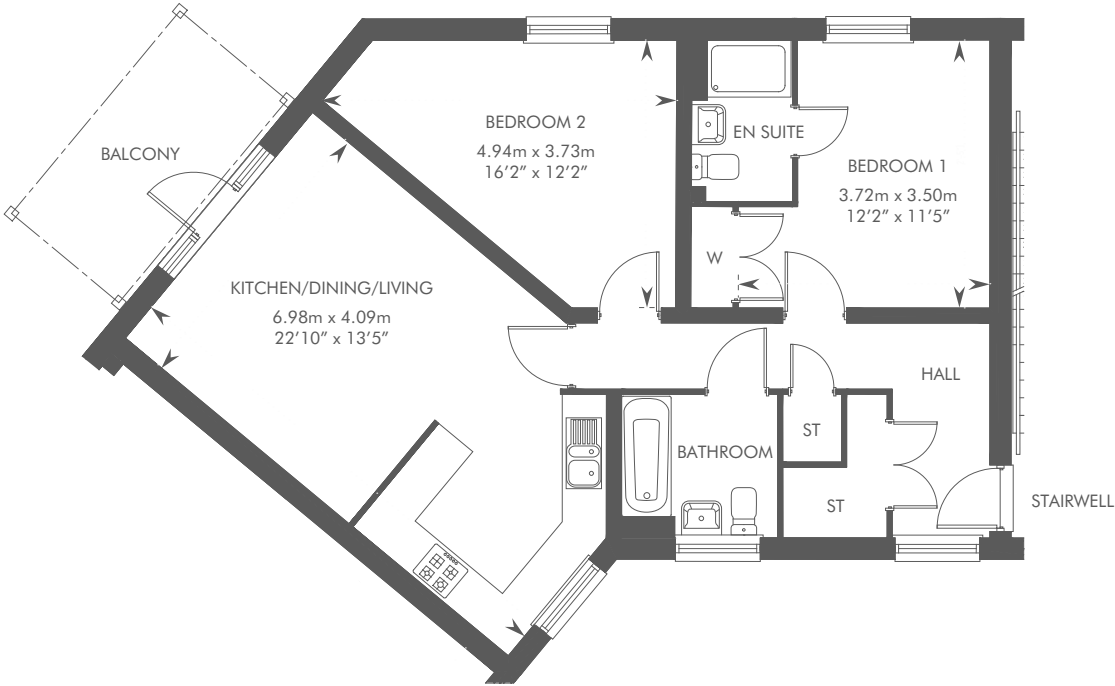 BALCONY
BEDROOM 2
4.94m x 3.73m
16’2” x 12’2”
EN SUITE
BEDROOM 1
3.72m x 3.50m
12’2” x 11’5”
W
KITCHEN/DINING/LIVING
6.98m x 4.09m
22’10” x 13’5”
HALL
ST
BATHROOM
ST
STAIRWELL